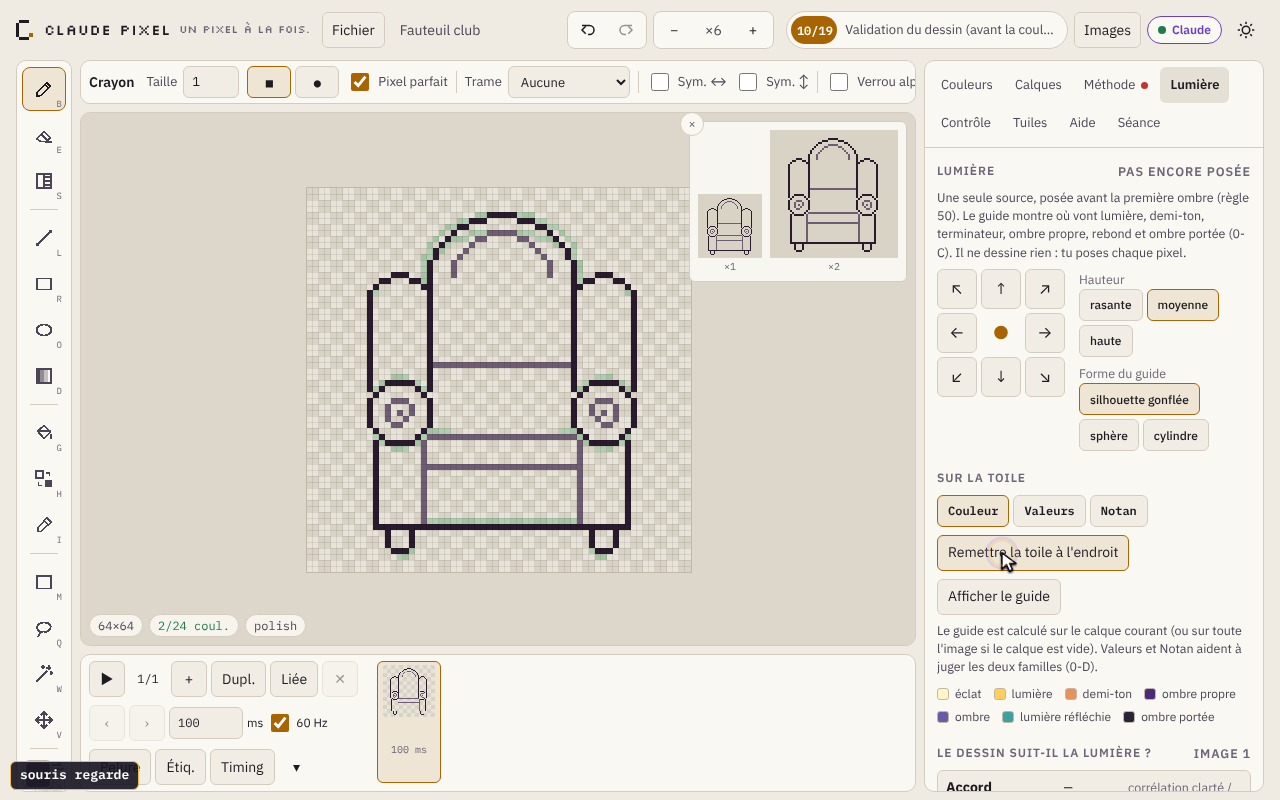 CLAUDE PIXEL UN PIXEL À LA FOIS. Fichier Fauteuil club
− ×6 + 10/19 Validation du dessin (avant la coul… Images Claude
Crayon Taille 1 Pixel parfait Trame Aucune Sym. ↔ Sym. ↕ Verrou alp
B
E
S
L
R
O
D
G
H
I
M
Q
W
V
×
×1 ×2
64×64 2/24 coul. polish
1/1 + Dupl. Liée ×
‹ › 100 ms 60 Hz
Étiq. Timing ▼
100 ms
souris regarde
Couleurs Calques Méthode Lumière
Contrôle Tuiles Aide Séance
LUMIÈRE PAS ENCORE POSÉE
Une seule source, posée avant la première ombre (règle
50). Le guide montre où vont lumière, demi-ton,
terminateur, ombre propre, rebond et ombre portée (0-
C). Il ne dessine rien : tu poses chaque pixel.
↖ ↑ ↗
← →
↙ ↓ ↘
Hauteur
rasante moyenne
haute
Forme du guide
silhouette gonflée
sphère cylindre
SUR LA TOILE
Couleur Valeurs Notan
Remettre la toile à l'endroit
Afficher le guide
Le guide est calculé sur le calque courant (ou sur toute
l'image si le calque est vide). Valeurs et Notan aident à
juger les deux familles (0-D).
éclat lumière demi-ton ombre propre
ombre lumière réfléchie ombre portée
LE DESSIN SUIT-IL LA LUMIÈRE ? IMAGE 1
Accord — corrélation clarté /